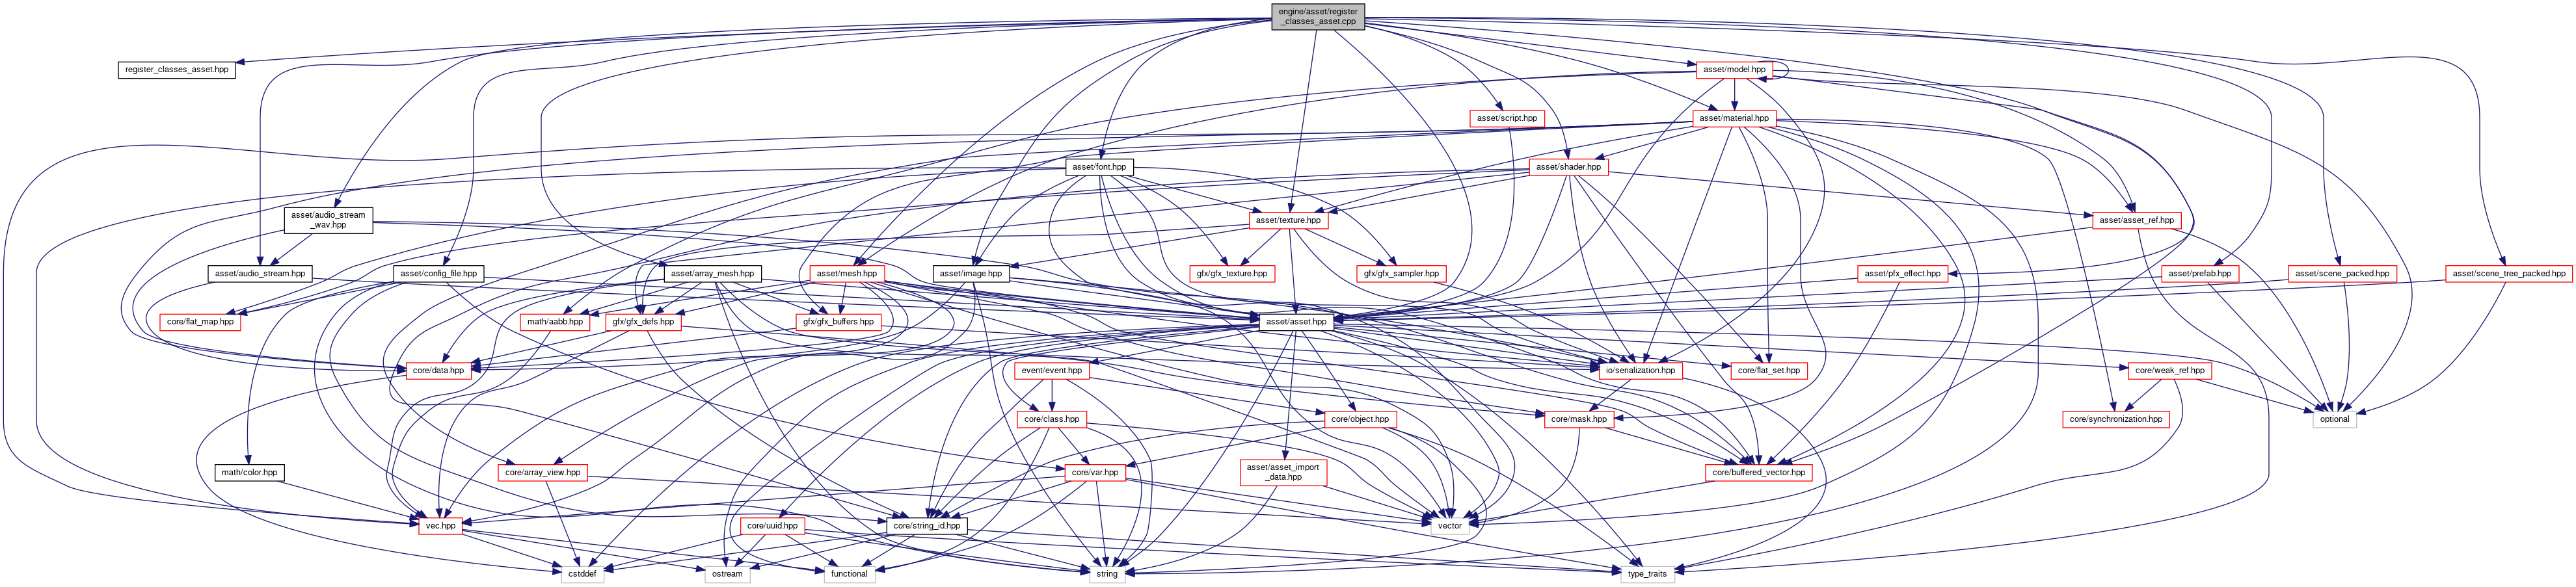 engine/asset/register
_classes_asset.cpp
register_classes_asset.hpp
asset/model.hpp
asset/script.hpp
asset/material.hpp
asset/font.hpp
asset/shader.hpp
asset/audio_stream
_wav.hpp
asset/texture.hpp
asset/asset_ref.hpp
asset/audio_stream.hpp
asset/config_file.hpp
asset/array_mesh.hpp
asset/mesh.hpp
asset/image.hpp
gfx/gfx_texture.hpp
gfx/gfx_sampler.hpp
asset/pfx_effect.hpp
asset/prefab.hpp
asset/scene_packed.hpp
asset/scene_tree_packed.hpp
core/flat_map.hpp
math/aabb.hpp
gfx/gfx_defs.hpp
gfx/gfx_buffers.hpp
asset/asset.hpp
core/data.hpp
event/event.hpp
io/serialization.hpp
core/flat_set.hpp
core/weak_ref.hpp
core/class.hpp
core/object.hpp
core/mask.hpp
core/synchronization.hpp
optional
math/color.hpp
core/array_view.hpp
core/var.hpp
asset/asset_import
_data.hpp
core/buffered_vector.hpp
vec.hpp
core/uuid.hpp
core/string_id.hpp
vector
cstddef
ostream
functional
string
type_traits